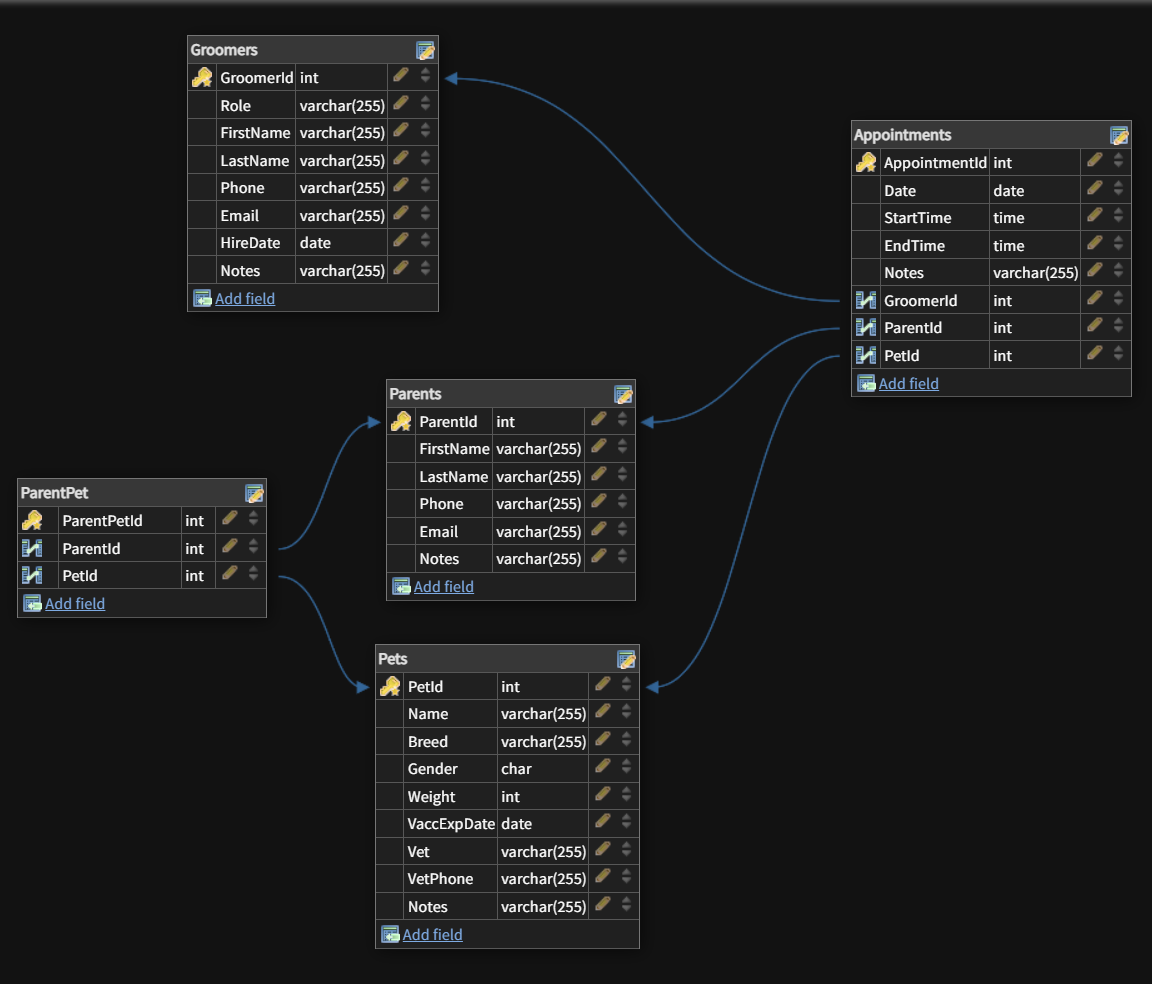 Groomers
GroomerId int
Role varchar(255)
FirstName varchar(255)
LastName varchar(255)
Phone varchar(255)
Email varchar(255)
HireDate date
Notes varchar(255)
Add field
Appointments
AppointmentId int
Date date
StartTime time
EndTime time
Notes varchar(255)
GroomerId int
ParentId int
PetId int
Add field
Parents
ParentId int
FirstName varchar(255)
LastName varchar(255)
Phone varchar(255)
Email varchar(255)
Notes varchar(255)
Add field
ParentPet
ParentPetId int
ParentId int
PetId int
Add field
Pets
PetId int
Name varchar(255)
Breed varchar(255)
Gender char
Weight int
VaccExpDate date
Vet varchar(255)
VetPhone varchar(255)
Notes varchar(255)
Add field